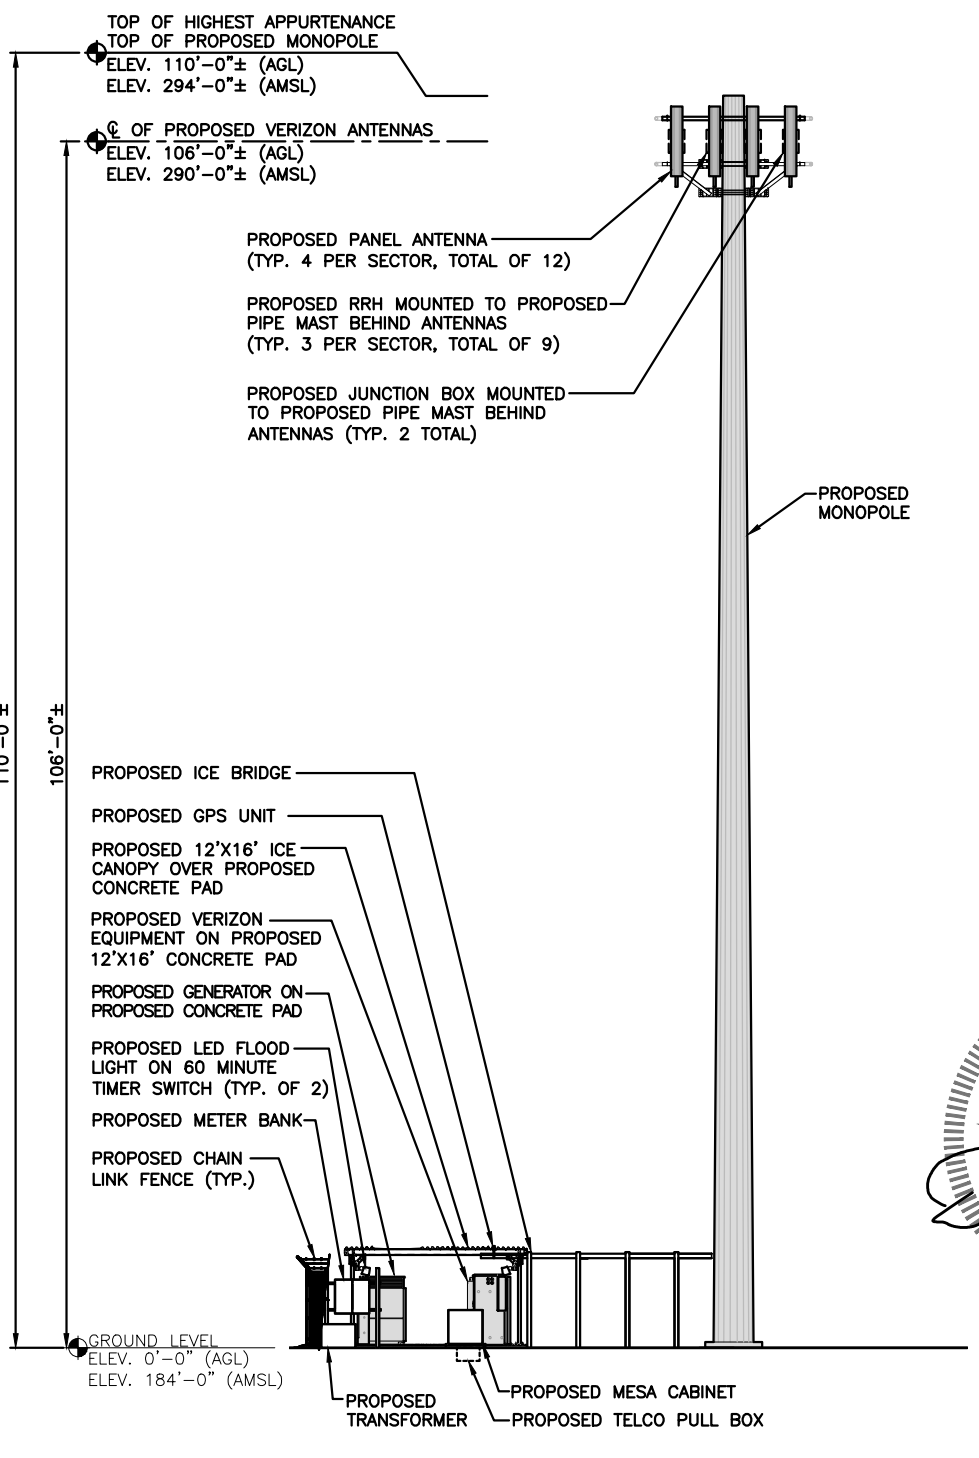 TOP OF HIGHEST APPURTENANCE
TOP OF PROPOSED MONOPOLE
ELEV. 110'-0"± (AGL)
ELEV. 294'-0"± (AMSL)
℄ OF PROPOSED VERIZON ANTENNAS
ELEV. 106'-0"± (AGL)
ELEV. 290'-0"± (AMSL)
PROPOSED PANEL ANTENNA
(TYP. 4 PER SECTOR, TOTAL OF 12)
PROPOSED RRH MOUNTED TO PROPOSED
PIPE MAST BEHIND ANTENNAS
(TYP. 3 PER SECTOR, TOTAL OF 9)
PROPOSED JUNCTION BOX MOUNTED
TO PROPOSED PIPE MAST BEHIND
ANTENNAS (TYP. 2 TOTAL)
PROPOSED
MONOPOLE
110'-0"±
106'-0"±
PROPOSED ICE BRIDGE
PROPOSED GPS UNIT
PROPOSED 12'X16' ICE
CANOPY OVER PROPOSED
CONCRETE PAD
PROPOSED VERIZON
EQUIPMENT ON PROPOSED
12'X16' CONCRETE PAD
PROPOSED GENERATOR ON
PROPOSED CONCRETE PAD
PROPOSED LED FLOOD
LIGHT ON 60 MINUTE
TIMER SWITCH (TYP. OF 2)
PROPOSED METER BANK
PROPOSED CHAIN
LINK FENCE (TYP.)
GROUND LEVEL
ELEV. 0'-0" (AGL)
ELEV. 184'-0" (AMSL)
PROPOSED
TRANSFORMER
PROPOSED MESA CABINET
PROPOSED TELCO PULL BOX